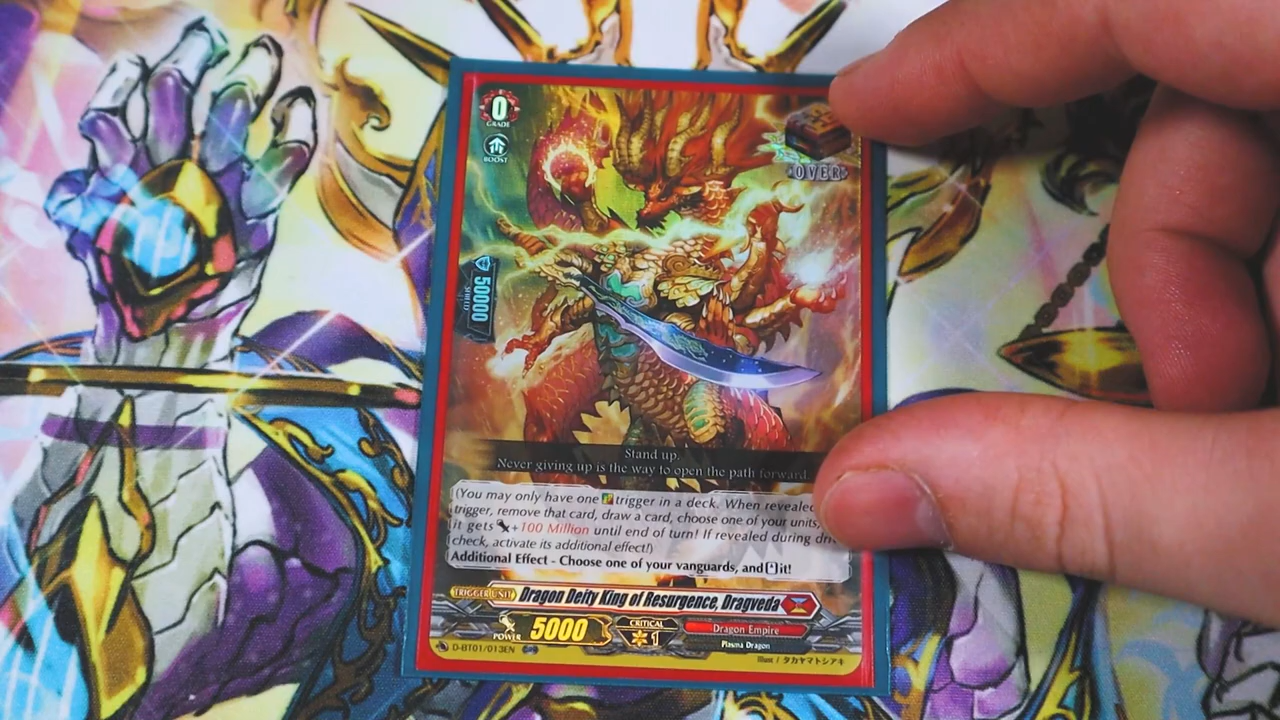 0
GRADE
BOOST
OVER
50000
SHIELD
Stand up.
Never giving up is the way to open the path forward.
(You may only have one trigger in a deck. When revealed
trigger, remove that card, draw a card, choose one of your units,
it gets +100 Million until end of turn! If revealed during
check, activate its additional effect!)
Additional Effect - Choose one of your vanguards, and it!
TRIGGER UNIT Dragon Deity King of Resurgence, Dragveda
POWER 5000 CRITICAL 1 Dragon Empire
Plasma Dragon
D-BT01/013EN Illust / タカヤマトシアキ